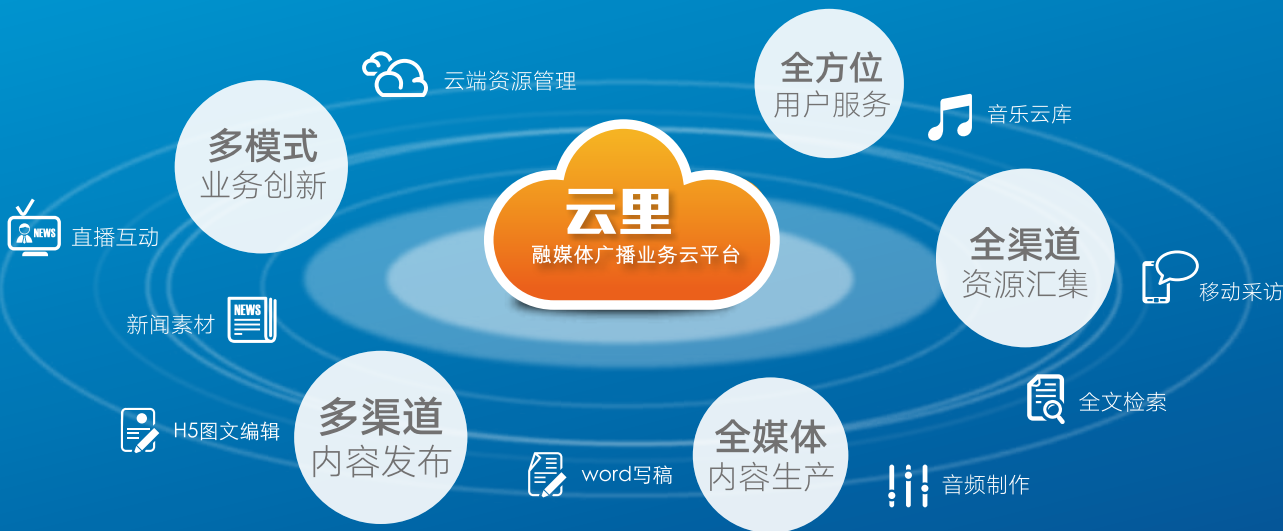 云端资源管理
全方位
用户服务
音乐云库
多模式
业务创新
云里
融媒体广播业务云平台
NEWS
直播互动
全渠道
资源汇集
移动采访
新闻素材
NEWS
多渠道
内容发布
全文检索
H5图文编辑
全媒体
内容生产
word写稿
音频制作